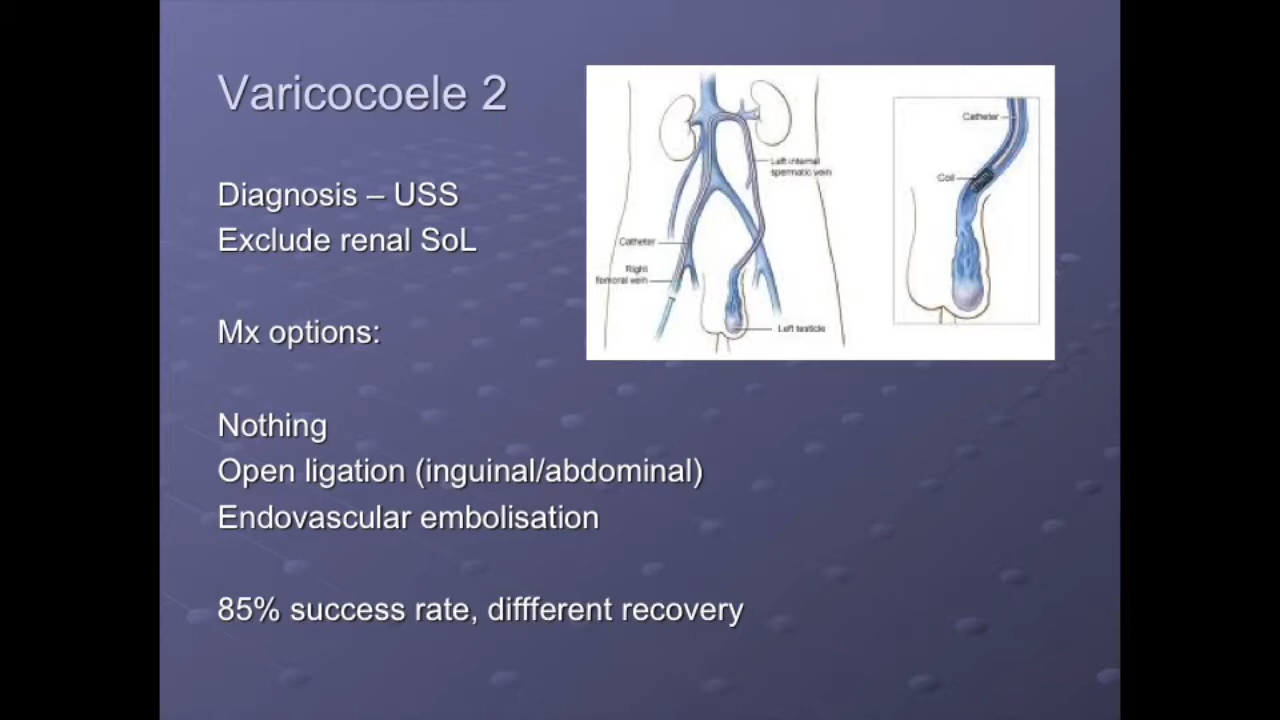 Varicocoele 2
Diagnosis – USS
Exclude renal SoL
Mx options:
Nothing
Open ligation (inguinal/abdominal)
Endovascular embolisation
85% success rate, diffferent recovery
Left internal
spermatic vein
Catheter
Right
femoral vein
Left testicle
Catheter
Coil